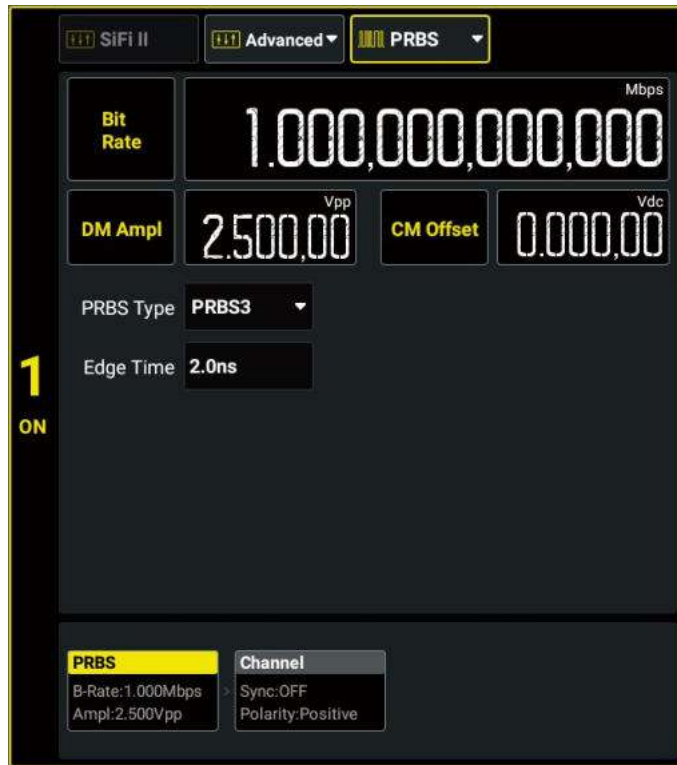 SiFi II
Advanced
PRBS
Mbps
Bit
Rate
1.000,000,000,000
DM Ampl
Vpp
2.500,00
CM Offset
Vdc
0.000,00
PRBS Type
PRBS3
Edge Time
2.0ns
1
ON
PRBS
B-Rate:1.000Mbps
Ampl:2.500Vpp
Channel
Sync:OFF
Polarity:Positive